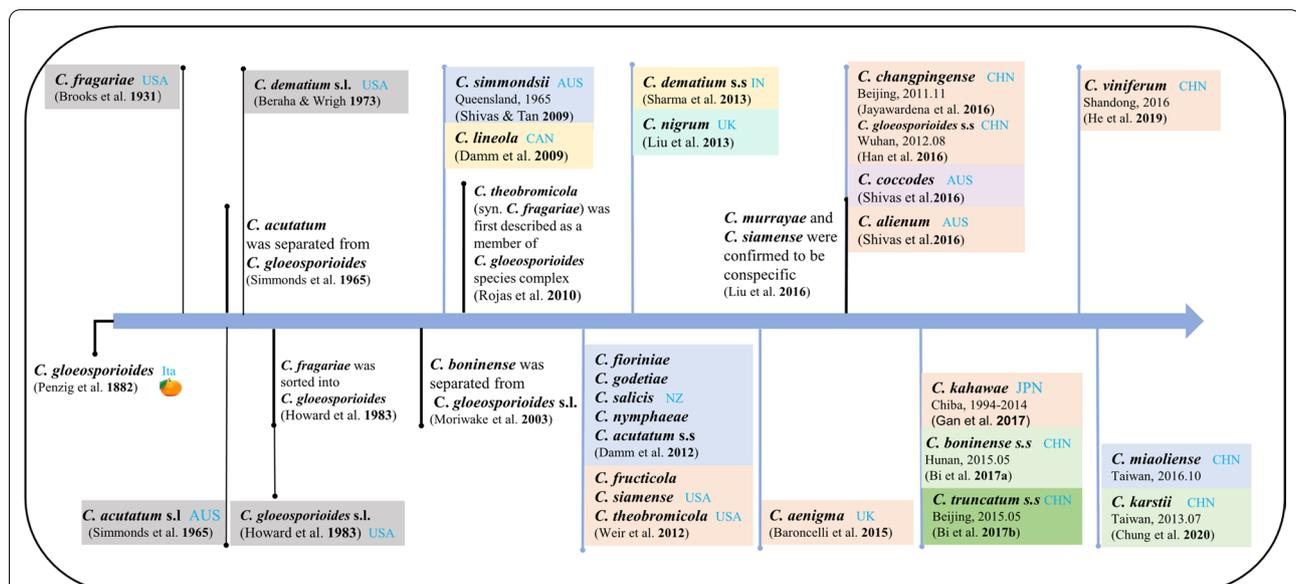 C. fragariae USA
(Brooks et al. 1931)
C. dematium s.l. USA
(Beraha & Wrigh 1973)
C. simmondsii AUS
Queensland, 1965
(Shivas & Tan 2009)
C. lineola CAN
(Damm et al. 2009)
C. dematium s.s IN
(Sharma et al. 2013)
C. nigrum UK
(Liu et al. 2013)
C. changpingense CHN
Beijing, 2011.11
(Jayawardena et al. 2016)
C. gloeosporioides s.s CHN
Wuhan, 2012.08
(Han et al. 2016)
C. coccodes AUS
(Shivas et al.2016)
C. alienum AUS
(Shivas et al.2016)
C. viniferum CHN
Shandong, 2016
(He et al. 2019)
C. acutatum
was separated from
C. gloeosporioides
(Simmonds et al. 1965)
C. theobromicola
(syn. C. fragariae) was
first described as a
member of
C. gloeosporioides
species complex
(Rojas et al. 2010)
C. murrayae and
C. siamense were
confirmed to be
conspecific
(Liu et al. 2016)
C. gloeosporioides Ita
(Penzig et al. 1882)
C. fragariae was
sorted into
C. gloeosporioides
(Howard et al. 1983)
C. boninense was
separated from
C. gloeosporioides s.l.
(Moriwake et al. 2003)
C. fioriniae
C. godetiae
C. salicis NZ
C. nymphaeae
C. acutatum s.s
(Damm et al. 2012)
C. fructicola
C. siamense USA
C. theobromicola USA
(Weir et al. 2012)
C. aenigma UK
(Baroncelli et al. 2015)
C. kahawae JPN
Chiba, 1994-2014
(Gan et al. 2017)
C. boninense s.s CHN
Hunan, 2015.05
(Bi et al. 2017a)
C. truncatum s.s CHN
Beijing, 2015.05
(Bi et al. 2017b)
C. miaoliense CHN
Taiwan, 2016.10
C. karstii CHN
Taiwan, 2013.07
(Chung et al. 2020)
C. acutatum s.l AUS
(Simmonds et al. 1965)
C. gloeosporioides s.l.
(Howard et al. 1983) USA